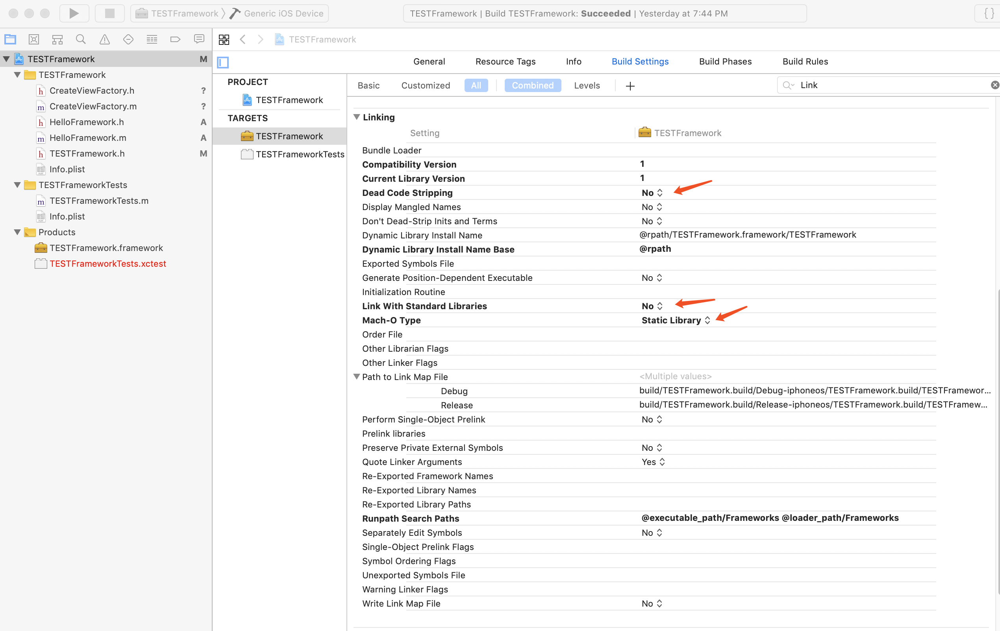 TESTFramework 〉 Generic iOS Device
TESTFramework | Build TESTFramework: Succeeded | Yesterday at 7:44 PM
{ }
TESTFramework
TESTFramework M
TESTFramework
h CreateViewFactory.h ?
m CreateViewFactory.m ?
h HelloFramework.h A
m HelloFramework.m A
h TESTFramework.h M
Info.plist
TESTFrameworkTests
m TESTFrameworkTests.m
Info.plist
Products
TESTFramework.framework
TESTFrameworkTests.xctest
General Resource Tags Info Build Settings Build Phases Build Rules
PROJECT
TESTFramework
TARGETS
TESTFramework
TESTFrameworkTests
Basic Customized All Combined Levels + Link
Linking
Setting TESTFramework
Bundle Loader
Compatibility Version 1
Current Library Version 1
Dead Code Stripping No
Display Mangled Names No
Don't Dead-Strip Inits and Terms No
Dynamic Library Install Name @rpath/TESTFramework.framework/TESTFramework
Dynamic Library Install Name Base @rpath
Exported Symbols File
Generate Position-Dependent Executable No
Initialization Routine
Link With Standard Libraries No
Mach-O Type Static Library
Order File
Other Librarian Flags
Other Linker Flags
Path to Link Map File <Multiple values>
Debug build/TESTFramework.build/Debug-iphoneos/TESTFramework.build/TESTFramewor...
Release build/TESTFramework.build/Release-iphoneos/TESTFramework.build/TESTFramew...
Perform Single-Object Prelink No
Prelink libraries
Preserve Private External Symbols No
Quote Linker Arguments Yes
Re-Exported Framework Names
Re-Exported Library Names
Re-Exported Library Paths
Runpath Search Paths @executable_path/Frameworks @loader_path/Frameworks
Separately Edit Symbols No
Single-Object Prelink Flags
Symbol Ordering Flags
Unexported Symbols File
Warning Linker Flags
Write Link Map File No